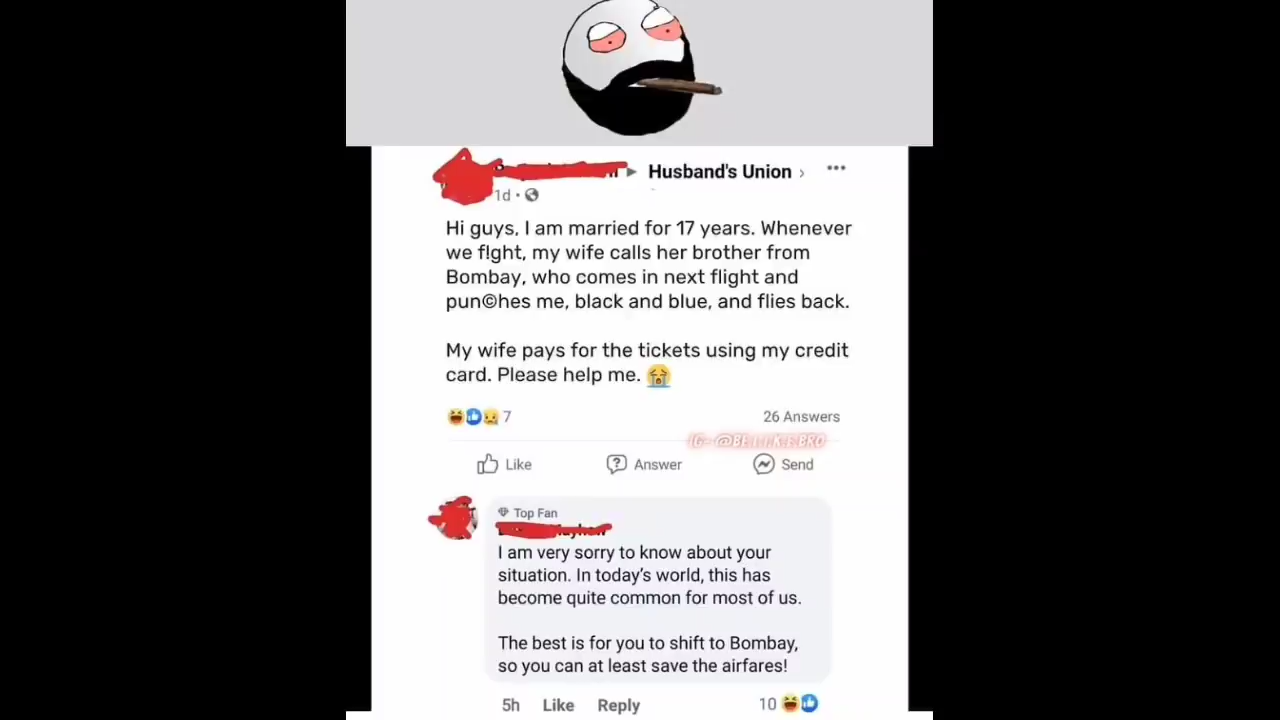 Husband's Union ›
1d
Hi guys, I am married for 17 years. Whenever
we f!ght, my wife calls her brother from
Bombay, who comes in next flight and
pun©hes me, black and blue, and flies back.
My wife pays for the tickets using my credit
card. Please help me. 😭
7
26 Answers
IG- @BE.L.I.K.E.BRO
Like
Answer
Send
Top Fan
I am very sorry to know about your
situation. In today's world, this has
become quite common for most of us.
The best is for you to shift to Bombay,
so you can at least save the airfares!
5h Like Reply
10